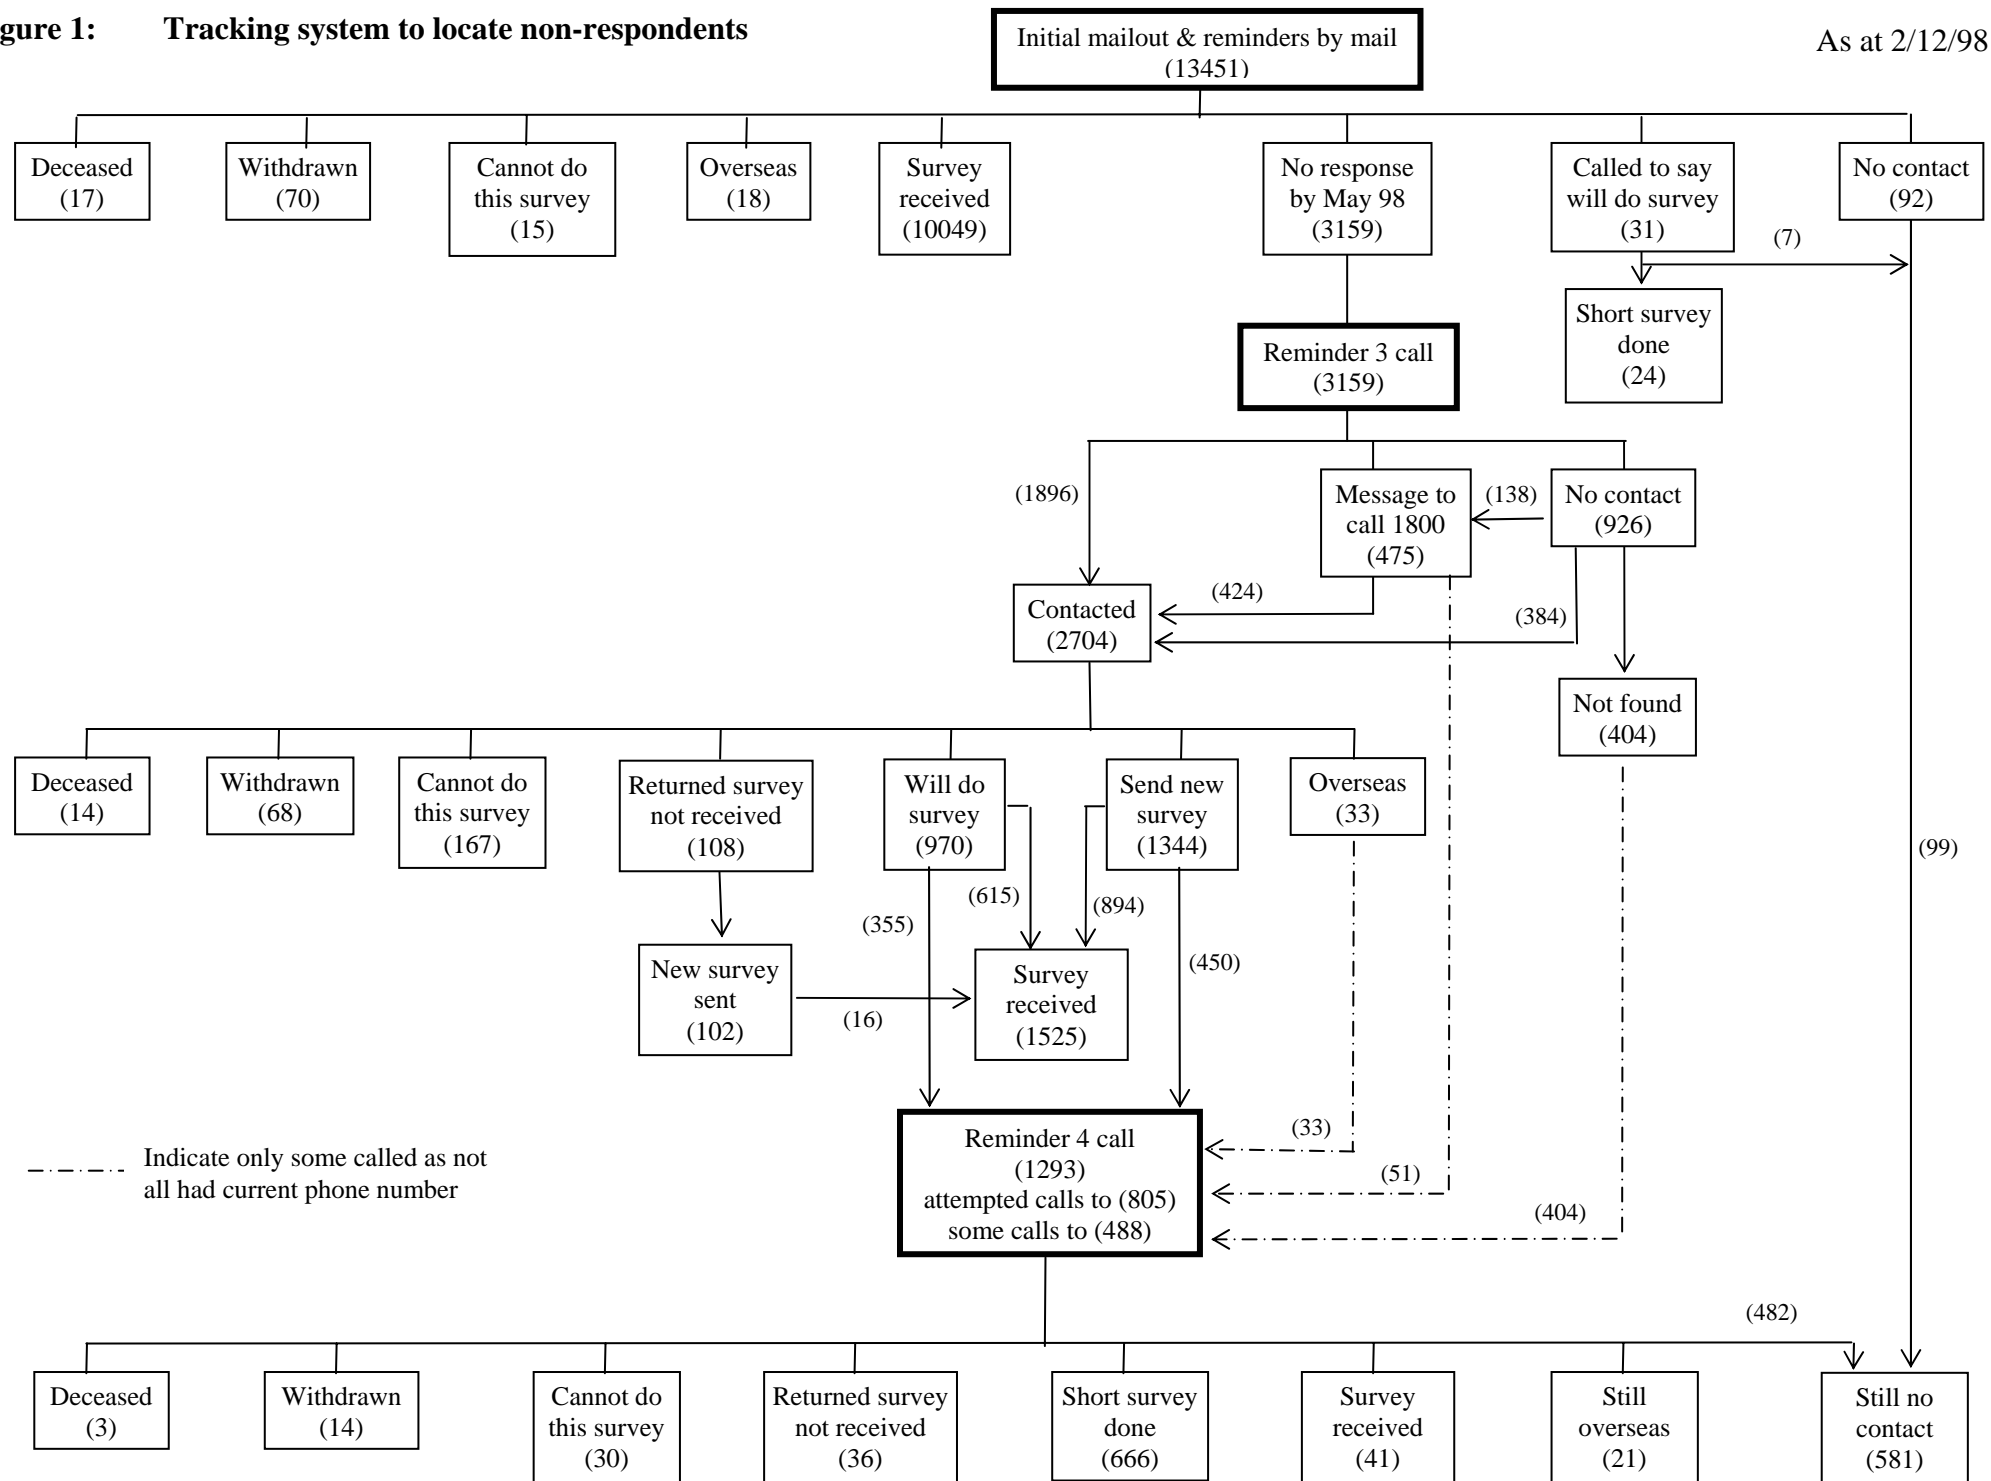 gure 1: Tracking system to locate non-respondents
Initial mailout & reminders by mail
(13451)
As at 2/12/98
Deceased
(17)
Withdrawn
(70)
Cannot do
this survey
(15)
Overseas
(18)
Survey
received
(10049)
No response
by May 98
(3159)
Called to say
will do survey
(31)
No contact
(92)
(7)
Short survey
done
(24)
Reminder 3 call
(3159)
(1896)
Message to
call 1800
(475)
(138)
No contact
(926)
Contacted
(2704)
(424)
(384)
Not found
(404)
Deceased
(14)
Withdrawn
(68)
Cannot do
this survey
(167)
Returned survey
not received
(108)
Will do
survey
(970)
Send new
survey
(1344)
Overseas
(33)
(99)
(355)
(615)
(894)
(450)
New survey
sent
(102)
(16)
Survey
received
(1525)
Indicate only some called as not
all had current phone number
Reminder 4 call
(1293)
attempted calls to (805)
some calls to (488)
(33)
(51)
(404)
(482)
Deceased
(3)
Withdrawn
(14)
Cannot do
this survey
(30)
Returned survey
not received
(36)
Short survey
done
(666)
Survey
received
(41)
Still
overseas
(21)
Still no
contact
(581)